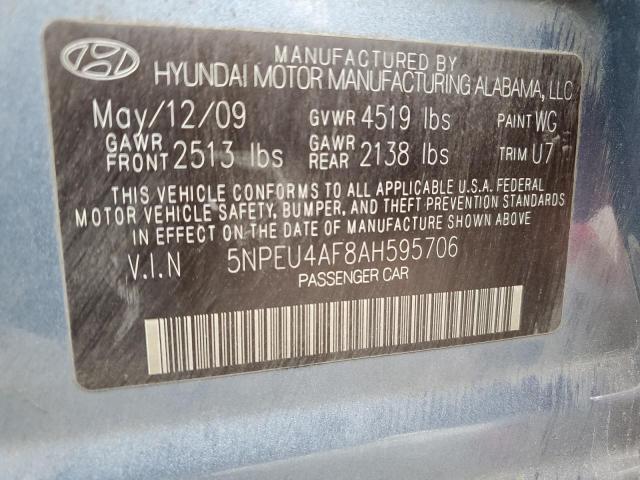 MANUFACTURED BY
HYUNDAI MOTOR MANUFACTURING ALABAMA, LLC
May/12/09 GVWR 4519 lbs PAINT WG
GAWR FRONT 2513 lbs GAWR REAR 2138 lbs TRIM U7
THIS VEHICLE CONFORMS TO ALL APPLICABLE U.S.A. FEDERAL
MOTOR VEHICLE SAFETY, BUMPER, AND THEFT PREVENTION STANDARDS
IN EFFECT ON THE DATE OF MANUFACTURE SHOWN ABOVE
V.I.N 5NPEU4AF8AH595706
PASSENGER CAR